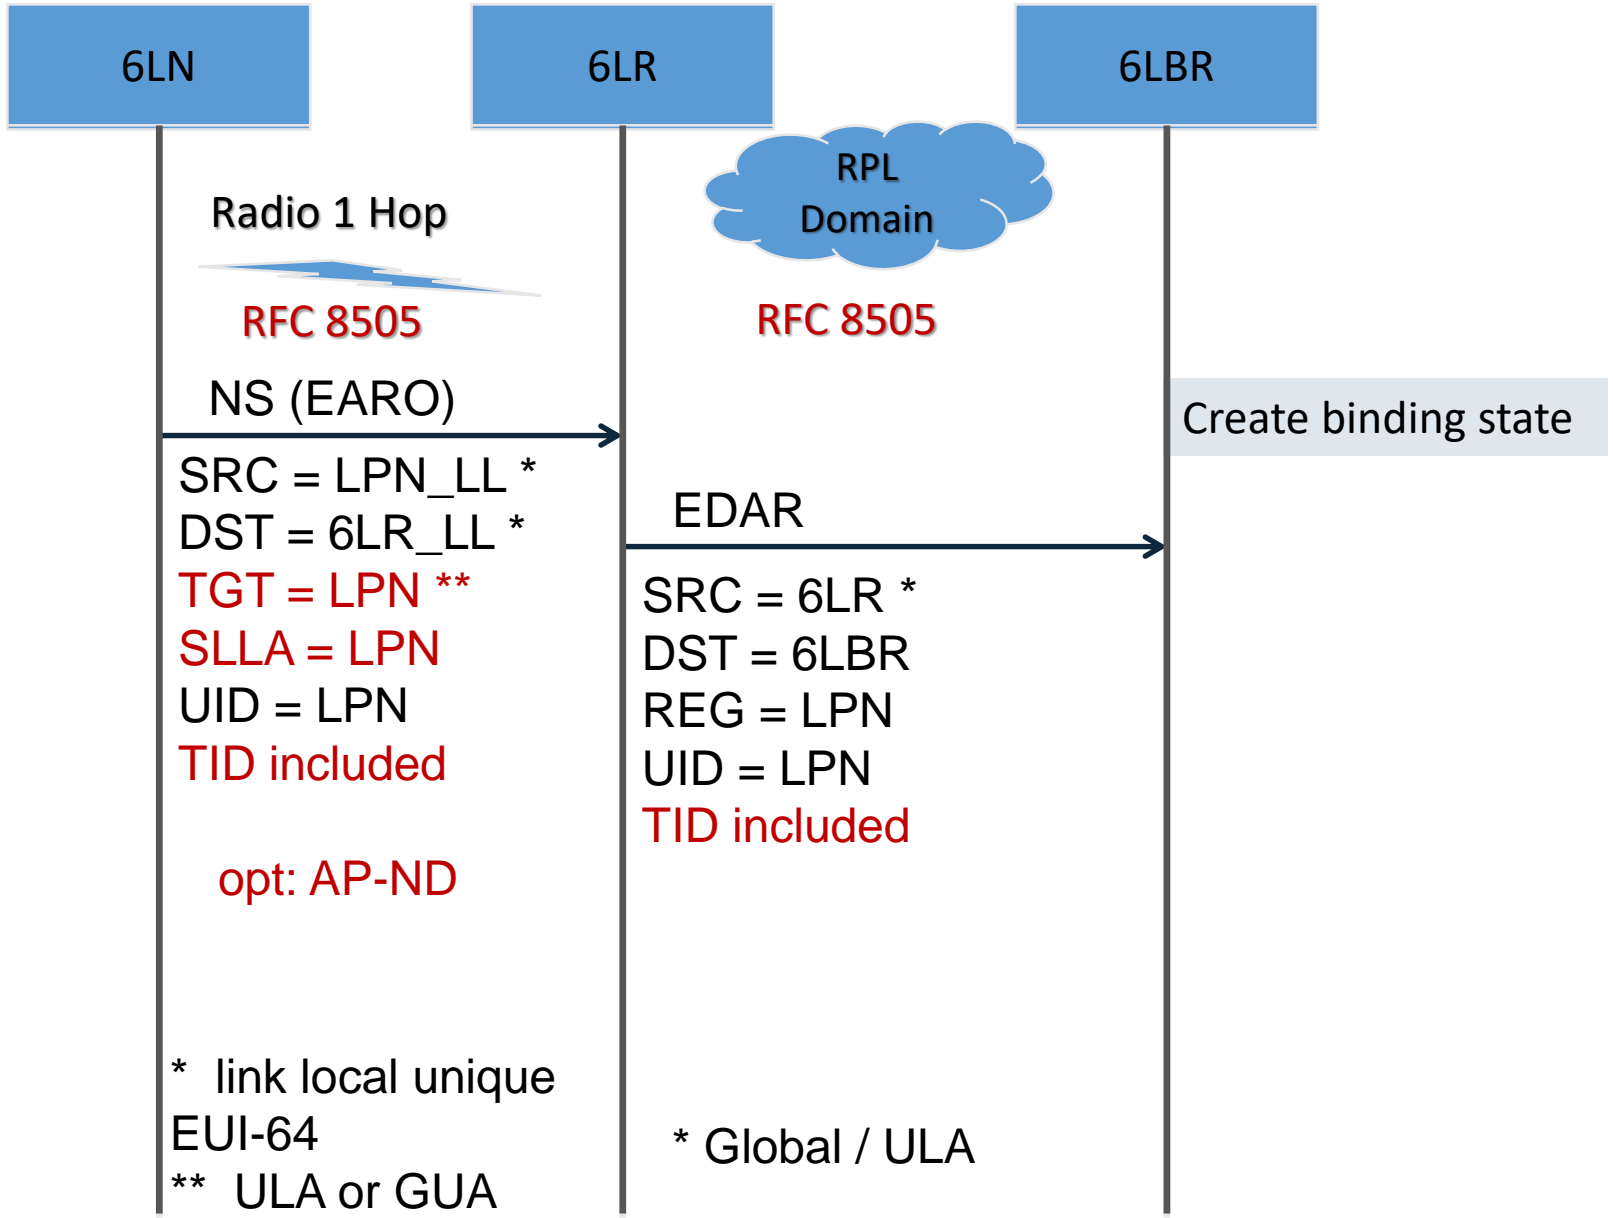 6LN
6LR
6LBR
Radio 1 Hop
RFC 8505
RPL
Domain
RFC 8505
NS (EARO)
SRC = LPN_LL *
DST = 6LR_LL *
TGT = LPN **
SLLA = LPN
UID = LPN
TID included
opt: AP-ND
* link local unique
EUI-64
** ULA or GUA
EDAR
SRC = 6LR *
DST = 6LBR
REG = LPN
UID = LPN
TID included
* Global / ULA
Create binding state